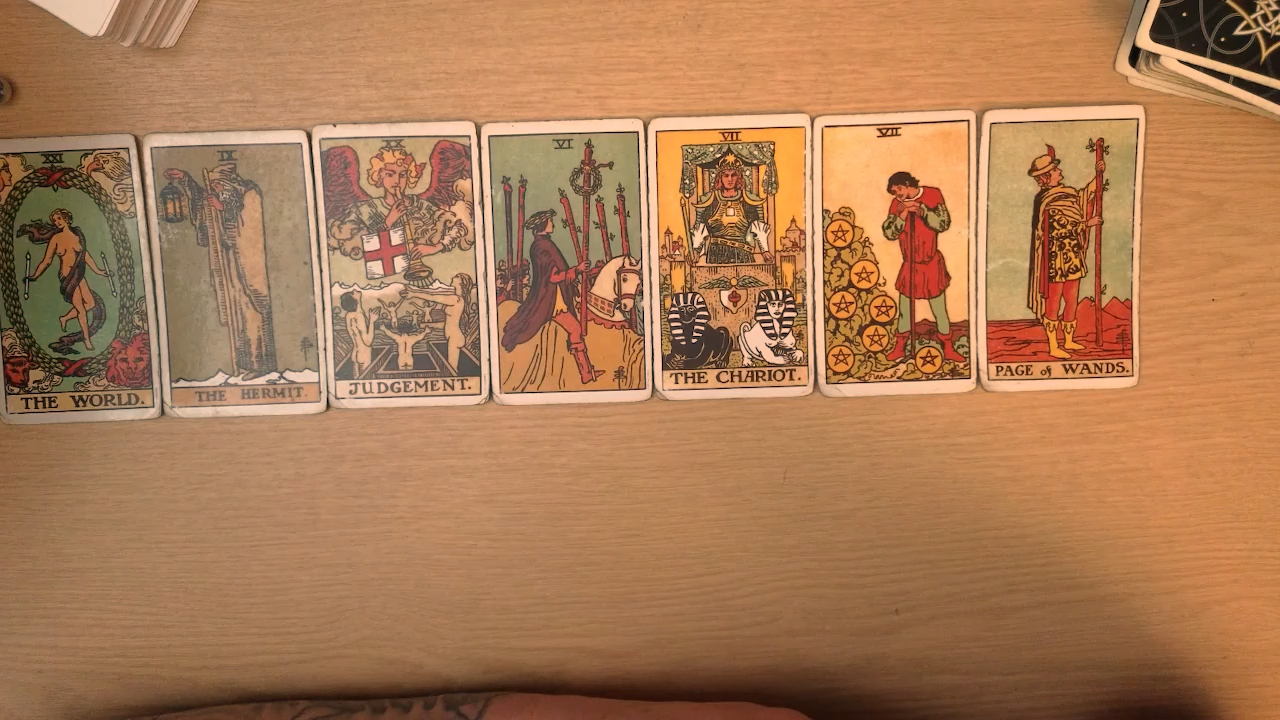 XXI
THE WORLD.
IX
THE HERMIT.
XX
JUDGEMENT.
VI
VII
THE CHARIOT.
VII
PAGE of WANDS.